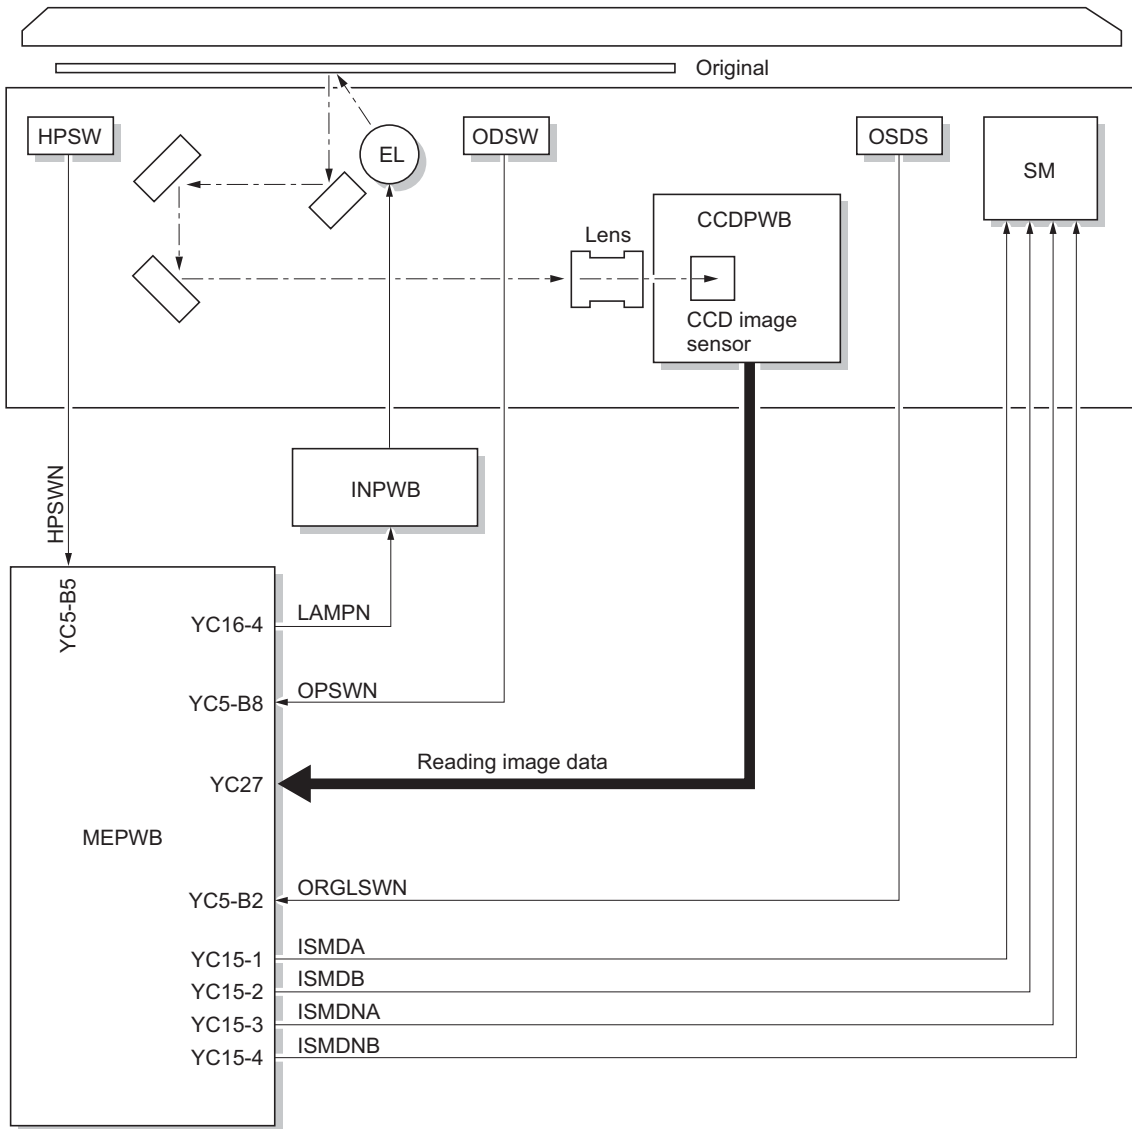 Original
HPSW
EL
ODSW
OSDS
SM
CCDPWB
Lens
CCD image
sensor
INPWB
HPSWN
YC5-B5
YC16-4
LAMPN
YC5-B8
OPSWN
YC27
Reading image data
MEPWB
YC5-B2
ORGLSWN
YC15-1
ISMDA
YC15-2
ISMDB
YC15-3
ISMDNA
YC15-4
ISMDNB